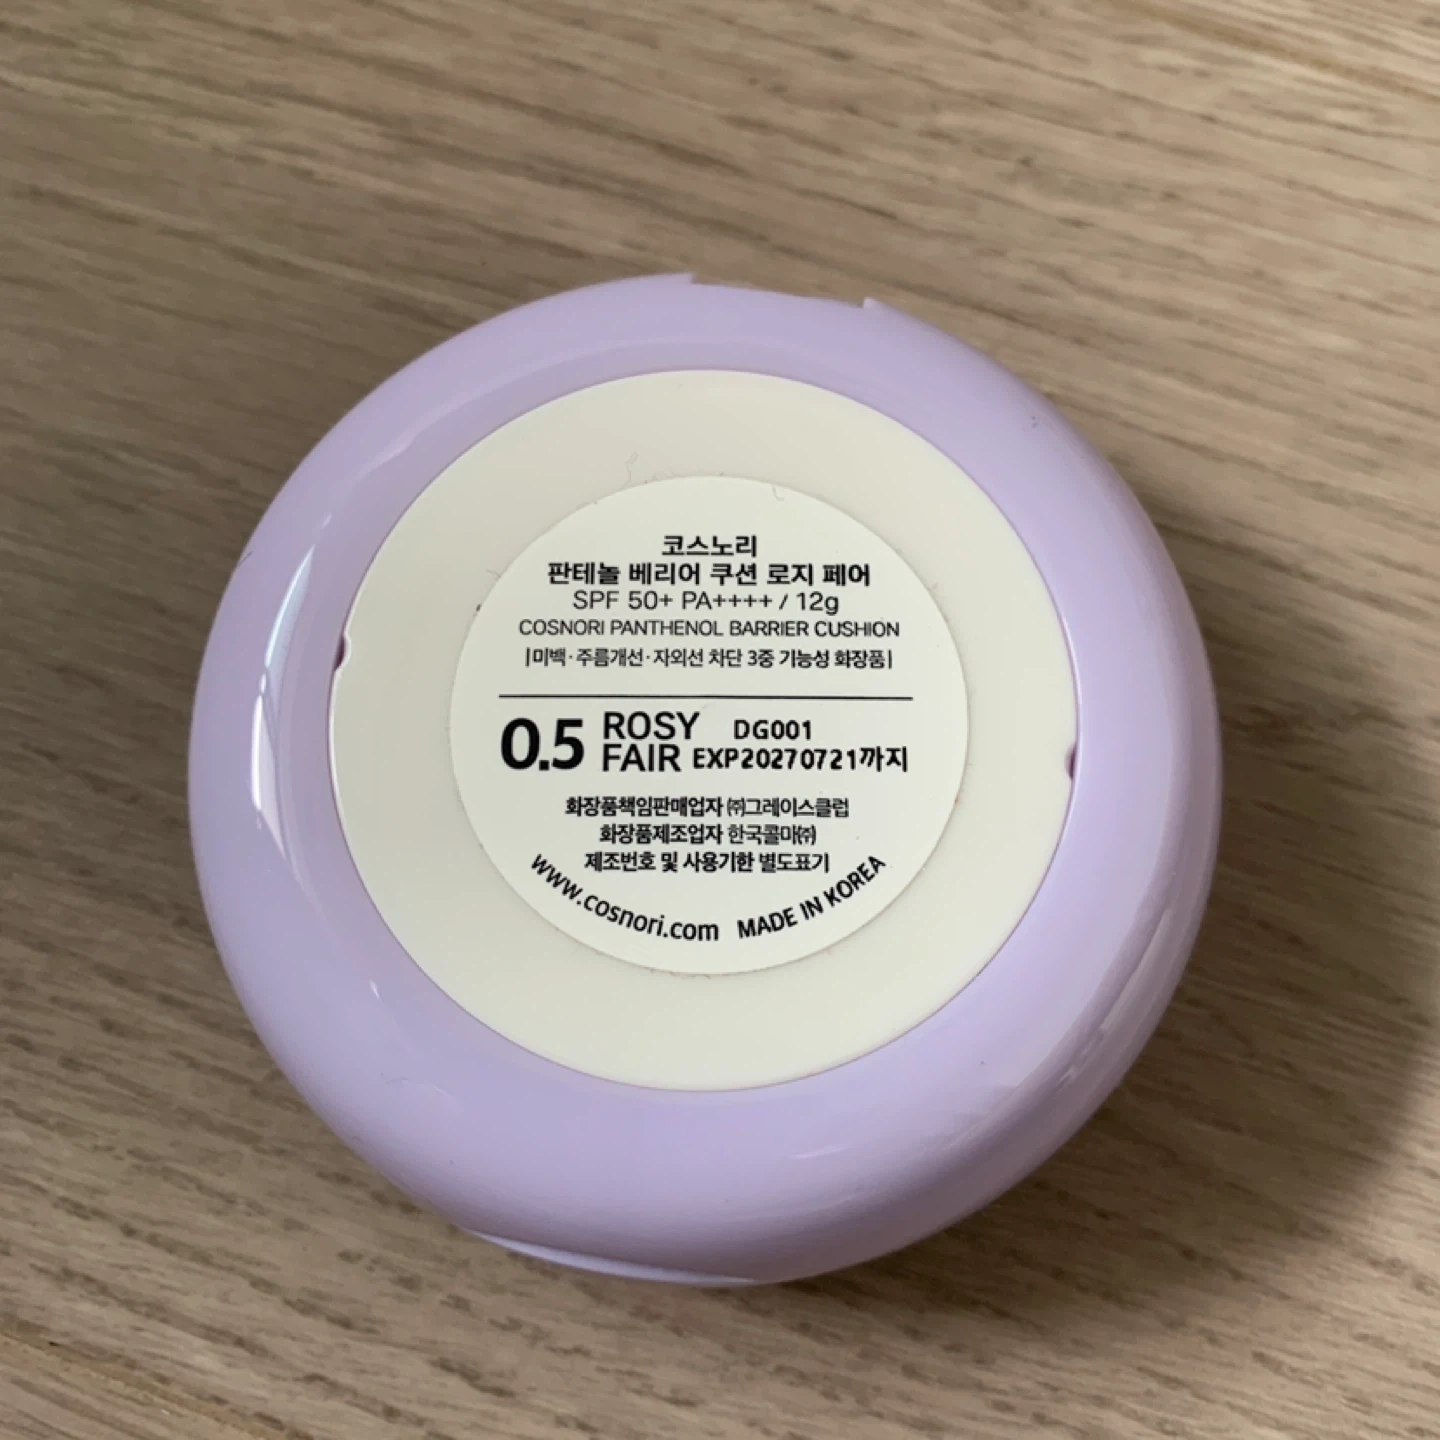 코스노리
판테놀 베리어 쿠션 로지 페어
SPF 50+ PA++++ / 12g
COSNORI PANTHENOL BARRIER CUSHION
|미백·주름개선·자외선 차단 3중 기능성 화장품|
0.5 ROSY FAIR
DG001
EXP20270721까지
화장품책임판매업자 ㈜그레이스클럽
화장품제조업자 한국콜마㈜
제조번호 및 사용기한 별도표기
www.cosnori.com MADE IN KOREA